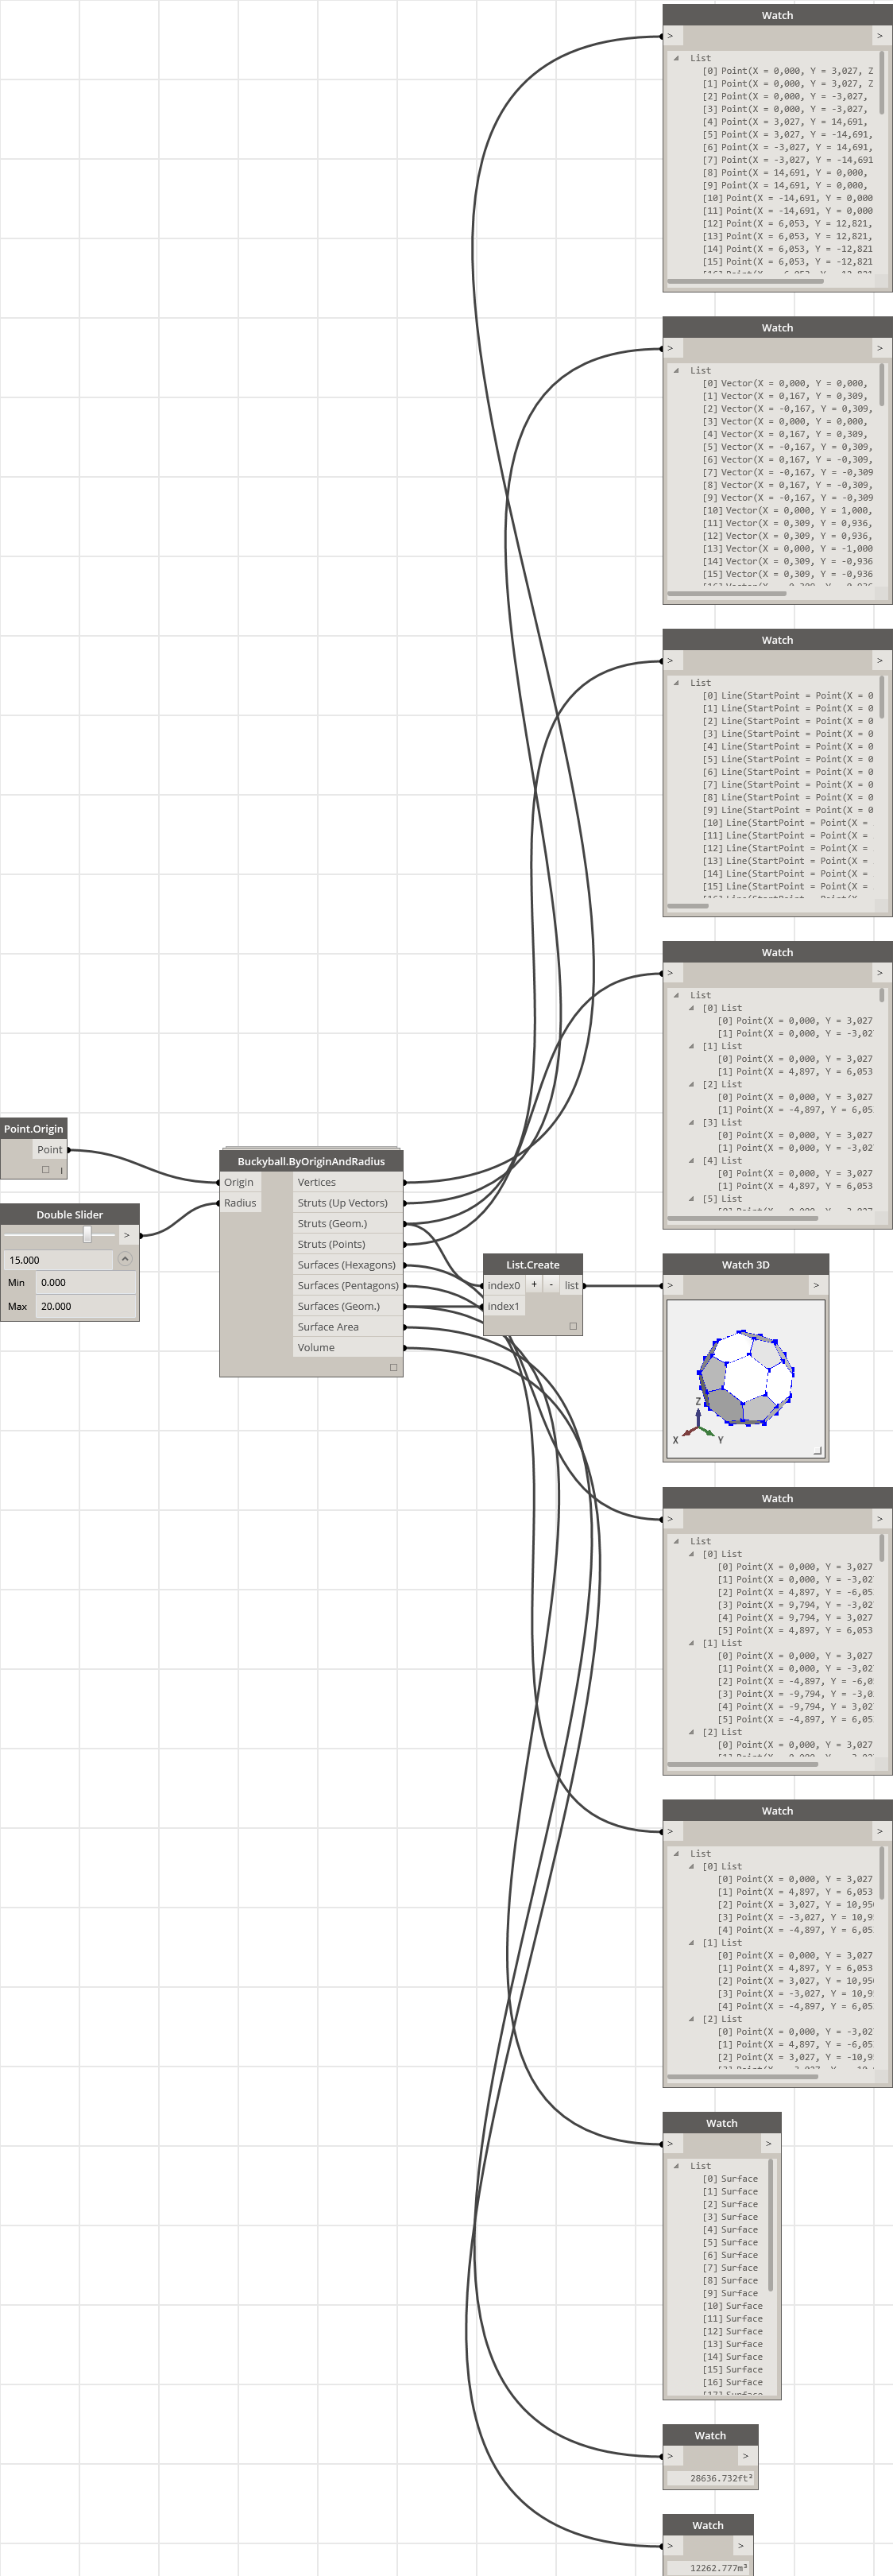 Watch
> >
List
[0] Point(X = 0,000, Y = 3,027, Z
[1] Point(X = 0,000, Y = 3,027, Z
[2] Point(X = 0,000, Y = -3,027,
[3] Point(X = 0,000, Y = -3,027,
[4] Point(X = 3,027, Y = 14,691,
[5] Point(X = 3,027, Y = -14,691,
[6] Point(X = -3,027, Y = 14,691,
[7] Point(X = -3,027, Y = -14,691
[8] Point(X = 14,691, Y = 0,000,
[9] Point(X = 14,691, Y = 0,000,
[10] Point(X = -14,691, Y = 0,000
[11] Point(X = -14,691, Y = 0,000
[12] Point(X = 6,053, Y = 12,821,
[13] Point(X = 6,053, Y = 12,821,
[14] Point(X = 6,053, Y = -12,821
[15] Point(X = 6,053, Y = -12,821
Watch
> >
List
[0] Vector(X = 0,000, Y = 0,000,
[1] Vector(X = 0,167, Y = 0,309,
[2] Vector(X = -0,167, Y = 0,309,
[3] Vector(X = 0,000, Y = 0,000,
[4] Vector(X = 0,167, Y = 0,309,
[5] Vector(X = -0,167, Y = 0,309,
[6] Vector(X = 0,167, Y = -0,309,
[7] Vector(X = -0,167, Y = -0,309
[8] Vector(X = 0,167, Y = -0,309,
[9] Vector(X = -0,167, Y = -0,309
[10] Vector(X = 0,000, Y = 1,000,
[11] Vector(X = 0,309, Y = 0,936,
[12] Vector(X = 0,309, Y = 0,936,
[13] Vector(X = 0,000, Y = -1,000
[14] Vector(X = 0,309, Y = -0,936
[15] Vector(X = 0,309, Y = -0,936
Watch
> >
List
[0] Line(StartPoint = Point(X = 0
[1] Line(StartPoint = Point(X = 0
[2] Line(StartPoint = Point(X = 0
[3] Line(StartPoint = Point(X = 0
[4] Line(StartPoint = Point(X = 0
[5] Line(StartPoint = Point(X = 0
[6] Line(StartPoint = Point(X = 0
[7] Line(StartPoint = Point(X = 0
[8] Line(StartPoint = Point(X = 0
[9] Line(StartPoint = Point(X = 0
[10] Line(StartPoint = Point(X =
[11] Line(StartPoint = Point(X =
[12] Line(StartPoint = Point(X =
[13] Line(StartPoint = Point(X =
[14] Line(StartPoint = Point(X =
[15] Line(StartPoint = Point(X =
Watch
> >
List
[0] List
[0] Point(X = 0,000, Y = 3,027
[1] Point(X = 0,000, Y = -3,02
[1] List
[0] Point(X = 0,000, Y = 3,027
[1] Point(X = 4,897, Y = 6,053
[2] List
[0] Point(X = 0,000, Y = 3,027
[1] Point(X = -4,897, Y = 6,05
[3] List
[0] Point(X = 0,000, Y = 3,027
[1] Point(X = 0,000, Y = -3,02
[4] List
[0] Point(X = 0,000, Y = 3,027
[1] Point(X = 4,897, Y = 6,053
[5] List
Point.Origin
Point
Double Slider
>
15.000
Min 0.000
Max 20.000
Buckyball.ByOriginAndRadius
Origin Vertices
Radius Struts (Up Vectors)
Struts (Geom.)
Struts (Points)
Surfaces (Hexagons)
Surfaces (Pentagons)
Surfaces (Geom.)
Surface Area
Volume
List.Create
index0 + - list
index1
Watch 3D
> >
Z
X Y
Watch
> >
List
[0] List
[0] Point(X = 0,000, Y = 3,027
[1] Point(X = 0,000, Y = -3,02
[2] Point(X = 4,897, Y = -6,05
[3] Point(X = 9,794, Y = -3,02
[4] Point(X = 9,794, Y = 3,027
[5] Point(X = 4,897, Y = 6,053
[1] List
[0] Point(X = 0,000, Y = 3,027
[1] Point(X = 0,000, Y = -3,02
[2] Point(X = -4,897, Y = -6,0
[3] Point(X = -9,794, Y = -3,0
[4] Point(X = -9,794, Y = 3,02
[5] Point(X = -4,897, Y = 6,05
[2] List
[0] Point(X = 0,000, Y = 3,027
Watch
> >
List
[0] List
[0] Point(X = 0,000, Y = 3,027
[1] Point(X = 4,897, Y = 6,053
[2] Point(X = 3,027, Y = 10,95
[3] Point(X = -3,027, Y = 10,9
[4] Point(X = -4,897, Y = 6,05
[1] List
[0] Point(X = 0,000, Y = 3,027
[1] Point(X = 4,897, Y = 6,053
[2] Point(X = 3,027, Y = 10,95
[3] Point(X = -3,027, Y = 10,9
[4] Point(X = -4,897, Y = 6,05
[2] List
[0] Point(X = 0,000, Y = -3,02
[1] Point(X = 4,897, Y = -6,05
[2] Point(X = 3,027, Y = -10,9
Watch
> >
List
[0] Surface
[1] Surface
[2] Surface
[3] Surface
[4] Surface
[5] Surface
[6] Surface
[7] Surface
[8] Surface
[9] Surface
[10] Surface
[11] Surface
[12] Surface
[13] Surface
[14] Surface
[15] Surface
[16] Surface
Watch
> >
28636.732ft²
Watch
> >
12262.777m³